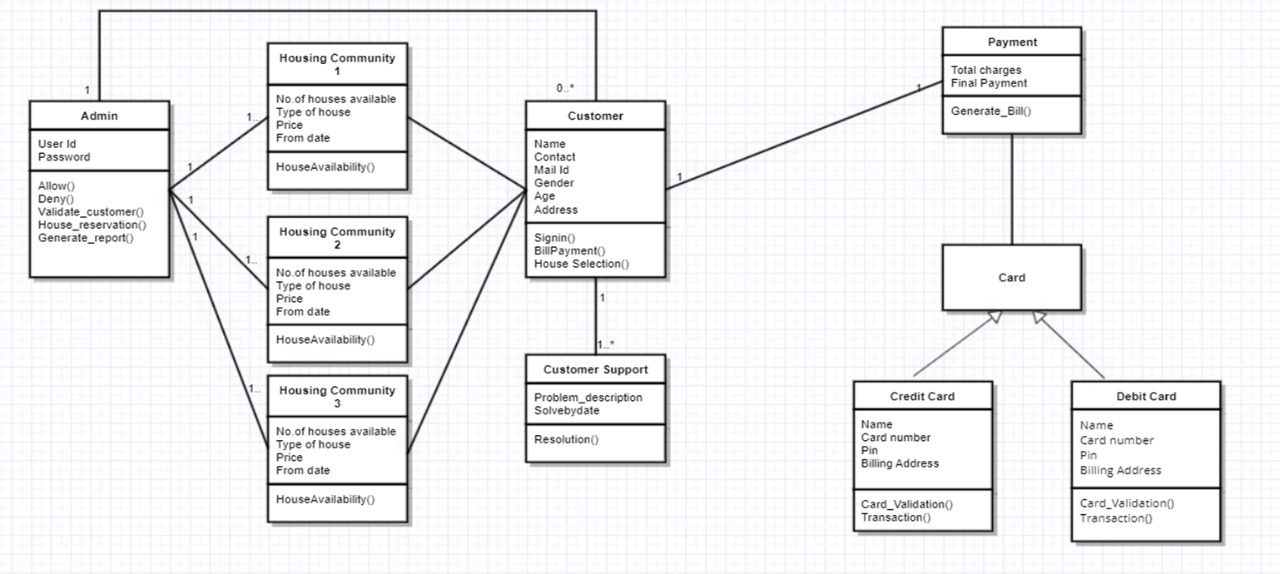 Admin
User Id
Password
Allow()
Deny()
Validate_customer()
House_reservation()
Generate_report()
1
1
1
1
Housing Community
1
No.of houses available
Type of house
Price
From date
HouseAvailability()
1..
Housing Community
2
No.of houses available
Type of house
Price
From date
HouseAvailability()
1..
Housing Community
3
No.of houses available
Type of house
Price
From date
HouseAvailability()
1..
0..*
Customer
Name
Contact
Mail Id
Gender
Age
Address
Signin()
BillPayment()
House Selection()
1
1
1..*
Customer Support
Problem_description
Solvebydate
Resolution()
1
Payment
Total charges
Final Payment
Generate_Bill()
Card
Credit Card
Name
Card number
Pin
Billing Address
Card_Validation()
Transaction()
Debit Card
Name
Card number
Pin
Billing Address
Card_Validation()
Transaction()